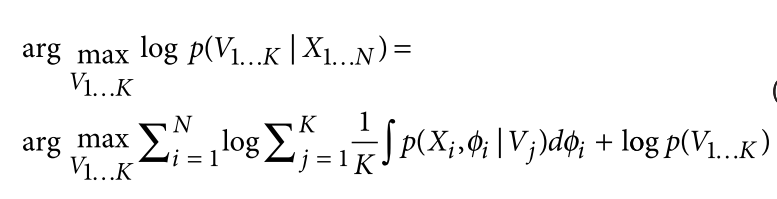 arg max_{V_{1…K}} log p(V_{1…K} | X_{1…N}) =
arg max_{V_{1…K}} ∑_{i = 1}^{N} log ∑_{j = 1}^{K} \frac{1}{K} ∫ p(X_i, ϕ_i | V_j) dϕ_i + log p(V_{1…K})
(